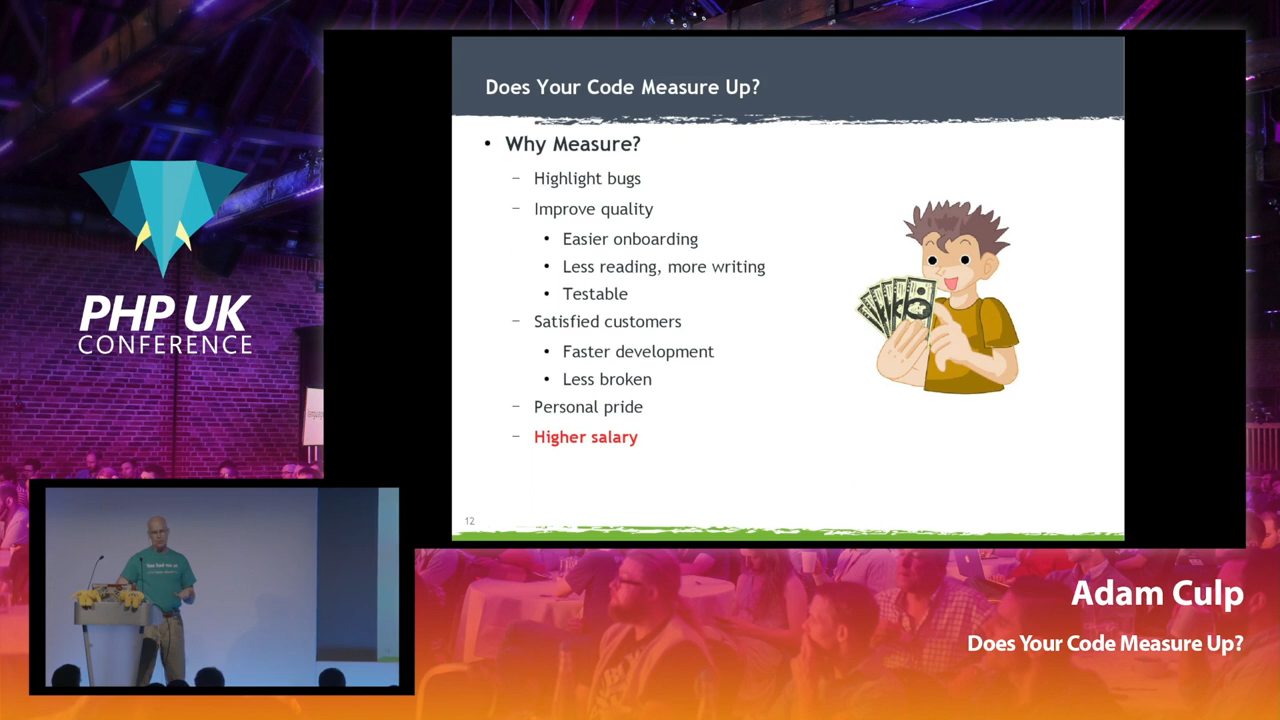 Does Your Code Measure Up?
• Why Measure?
– Highlight bugs
– Improve quality
• Easier onboarding
• Less reading, more writing
• Testable
– Satisfied customers
• Faster development
• Less broken
– Personal pride
– Higher salary
12
PHP UK
CONFERENCE
Adam Culp
Does Your Code Measure Up?